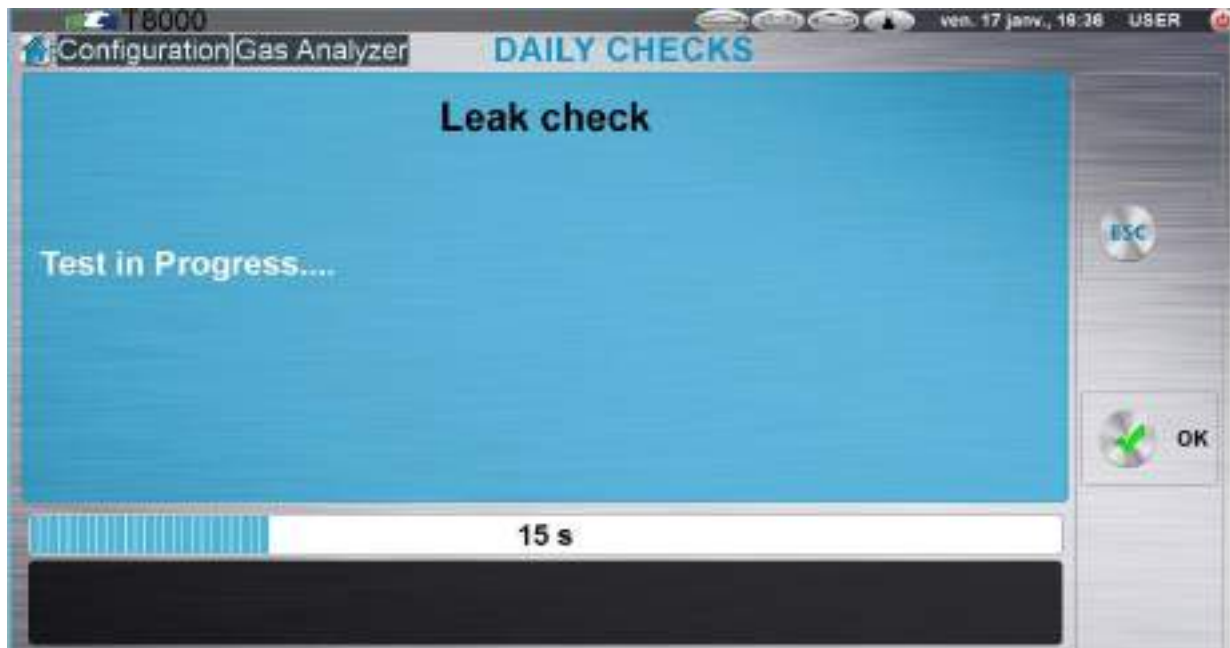 T8000
ven. 17 janv., 16:36 USER
Configuration Gas Analyzer DAILY CHECKS
Leak check
ESC
Test in Progress....
OK
15 s